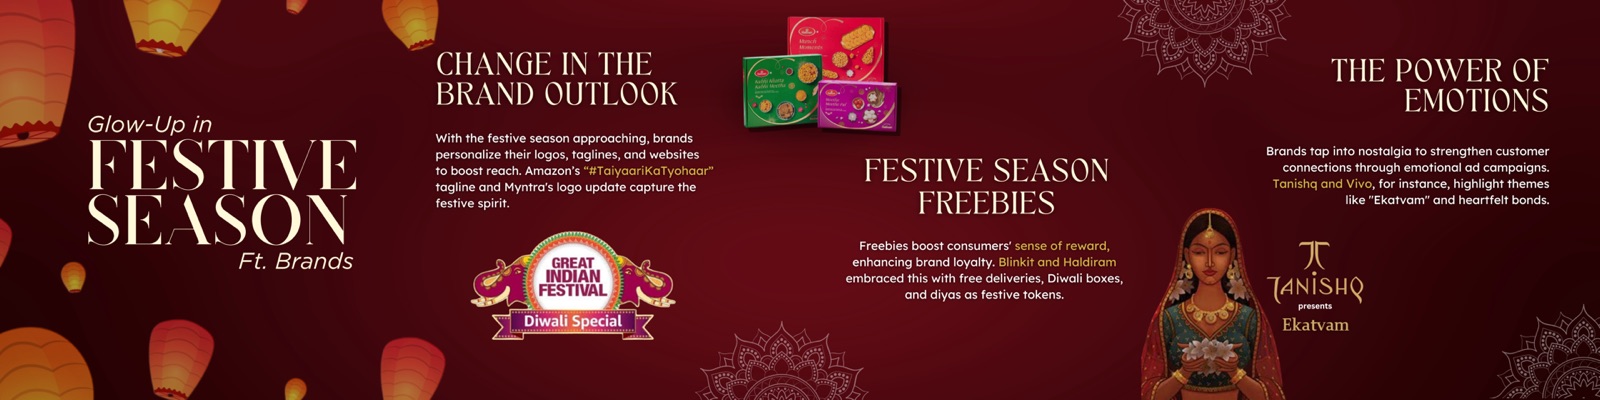 Glow-Up in
FESTIVE
SEASON
Ft. Brands
CHANGE IN THE
BRAND OUTLOOK
With the festive season approaching, brands
personalize their logos, taglines, and websites
to boost reach. Amazon's "#TaiyaariKaTyohaar"
tagline and Myntra's logo update capture the
festive spirit.
GREAT
INDIAN
FESTIVAL
Diwali Special
FESTIVE SEASON
FREEBIES
Freebies boost consumers' sense of reward,
enhancing brand loyalty. Blinkit and Haldiram
embraced this with free deliveries, Diwali boxes,
and diyas as festive tokens.
THE POWER OF
EMOTIONS
Brands tap into nostalgia to strengthen customer
connections through emotional ad campaigns.
Tanishq and Vivo, for instance, highlight themes
like "Ekatvam" and heartfelt bonds.
TANISHQ
presents
Ekatvam